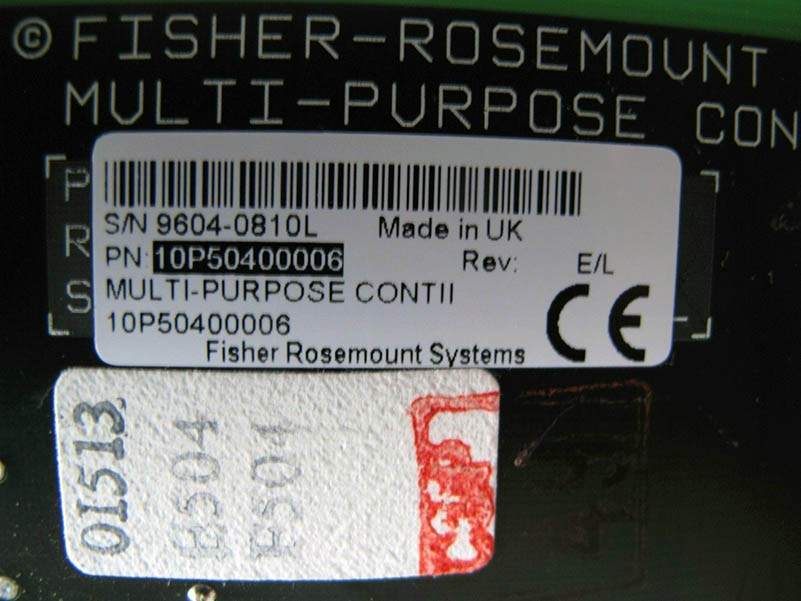 © FISHER-ROSEMOUNT
MULTI-PURPOSE CON
P
R
S
S/N 9604-0810L Made in UK
PN: 10P50400006 Rev: E/L
MULTI-PURPOSE CONTII
10P50400006
CE
Fisher Rosemount Systems
01513
E504